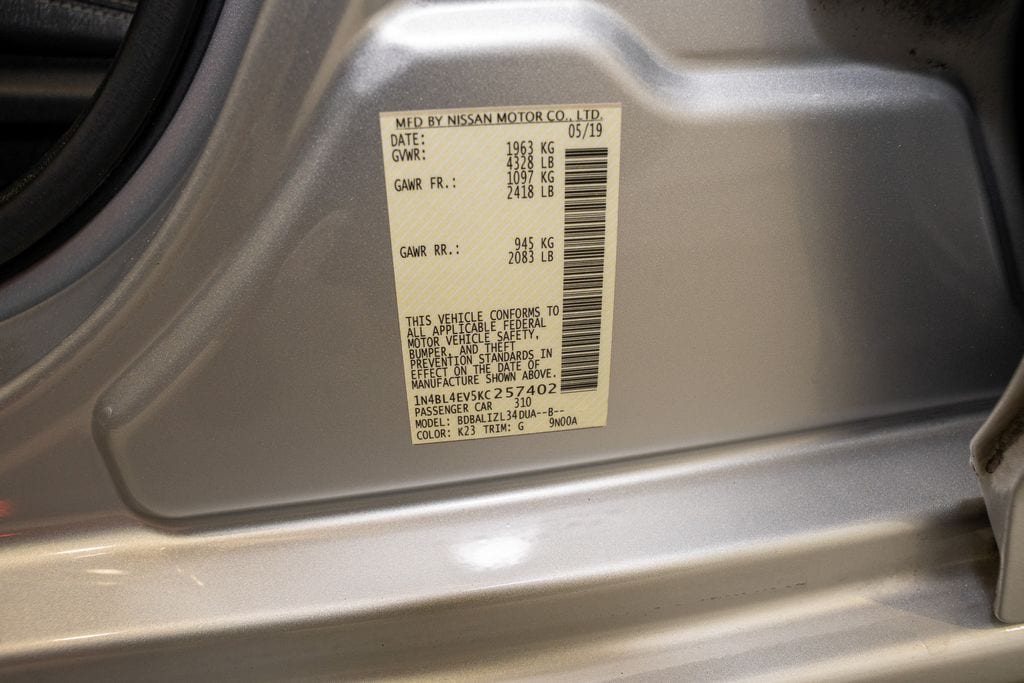 MFD BY NISSAN MOTOR CO., LTD.
DATE: 05/19
GVWR: 1963 KG
4328 LB
GAWR FR.: 1097 KG
2418 LB
GAWR RR.: 945 KG
2083 LB
THIS VEHICLE CONFORMS TO
ALL APPLICABLE FEDERAL
MOTOR VEHICLE SAFETY,
BUMPER, AND THEFT
PREVENTION STANDARDS IN
EFFECT ON THE DATE OF
MANUFACTURE SHOWN ABOVE.
1N4BL4EV5KC257402
PASSENGER CAR 310
MODEL: BDBALIZL34DUA--B--
COLOR: K23 TRIM: G 9N00A